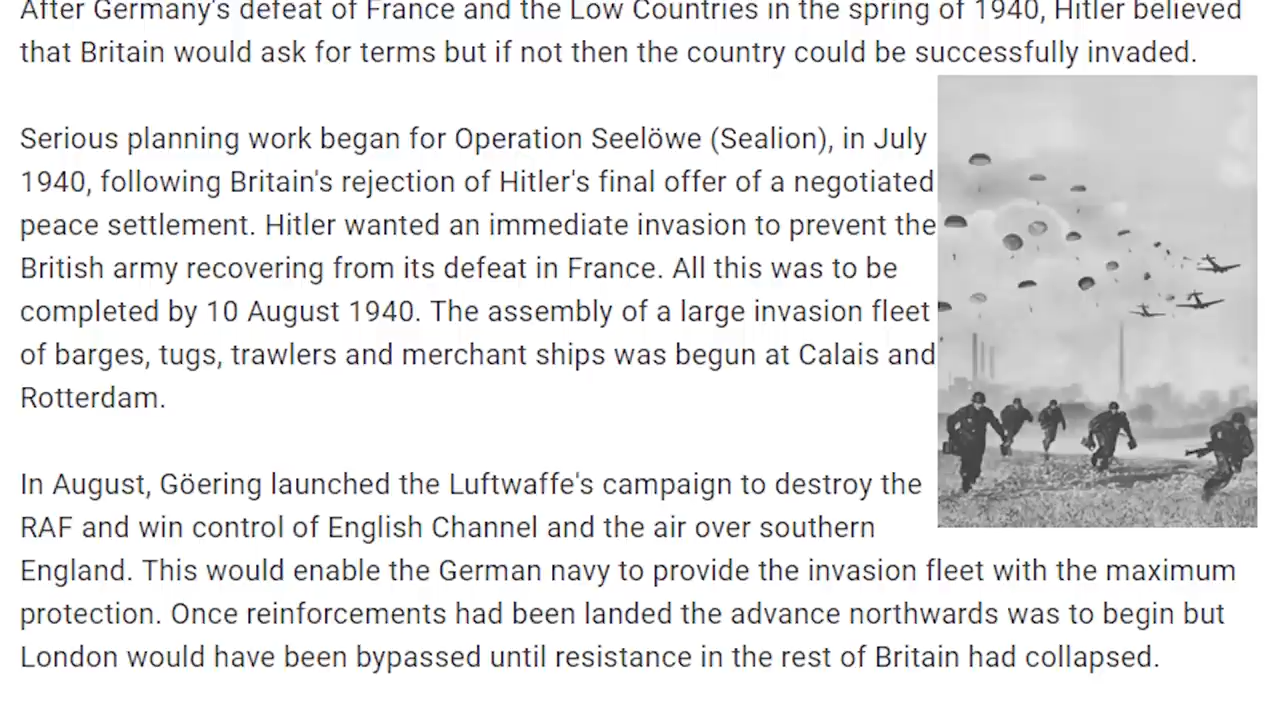 After Germany's defeat of France and the Low Countries in the spring of 1940, Hitler believed
that Britain would ask for terms but if not then the country could be successfully invaded.
Serious planning work began for Operation Seelöwe (Sealion), in July
1940, following Britain's rejection of Hitler's final offer of a negotiated
peace settlement. Hitler wanted an immediate invasion to prevent the
British army recovering from its defeat in France. All this was to be
completed by 10 August 1940. The assembly of a large invasion fleet
of barges, tugs, trawlers and merchant ships was begun at Calais and
Rotterdam.
In August, Göering launched the Luftwaffe's campaign to destroy the
RAF and win control of English Channel and the air over southern
England. This would enable the German navy to provide the invasion fleet with the maximum
protection. Once reinforcements had been landed the advance northwards was to begin but
London would have been bypassed until resistance in the rest of Britain had collapsed.